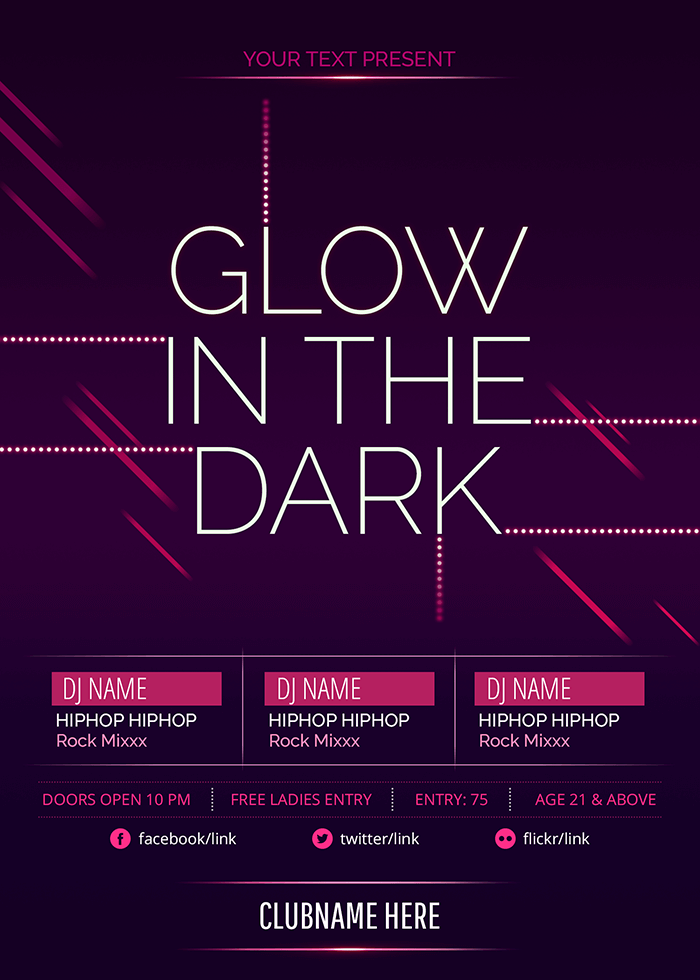 YOUR TEXT PRESENT
GLOW
IN THE
DARK
DJ NAME
HIPHOP HIPHOP
Rock Mixxx
DJ NAME
HIPHOP HIPHOP
Rock Mixxx
DJ NAME
HIPHOP HIPHOP
Rock Mixxx
DOORS OPEN 10 PM FREE LADIES ENTRY ENTRY: 75 AGE 21 & ABOVE
facebook/link twitter/link flickr/link
CLUBNAME HERE